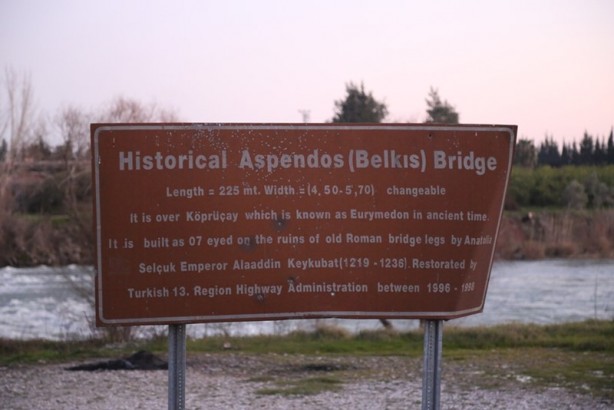 Historical Aspendos (Belkıs) Bridge
Length = 225 mt. Width = (4, 50- 5',70) changeable
It is over Köprüçay which is known as Eurymedon in ancient time.
It is built as 07 eyed on the ruins of old Roman bridge legs by Anatolia
Selçuk Emperor Alaaddin Keykubat(1219 - 1236). Restorated by
Turkish 13. Region Highway Administration between 1996 - 1998